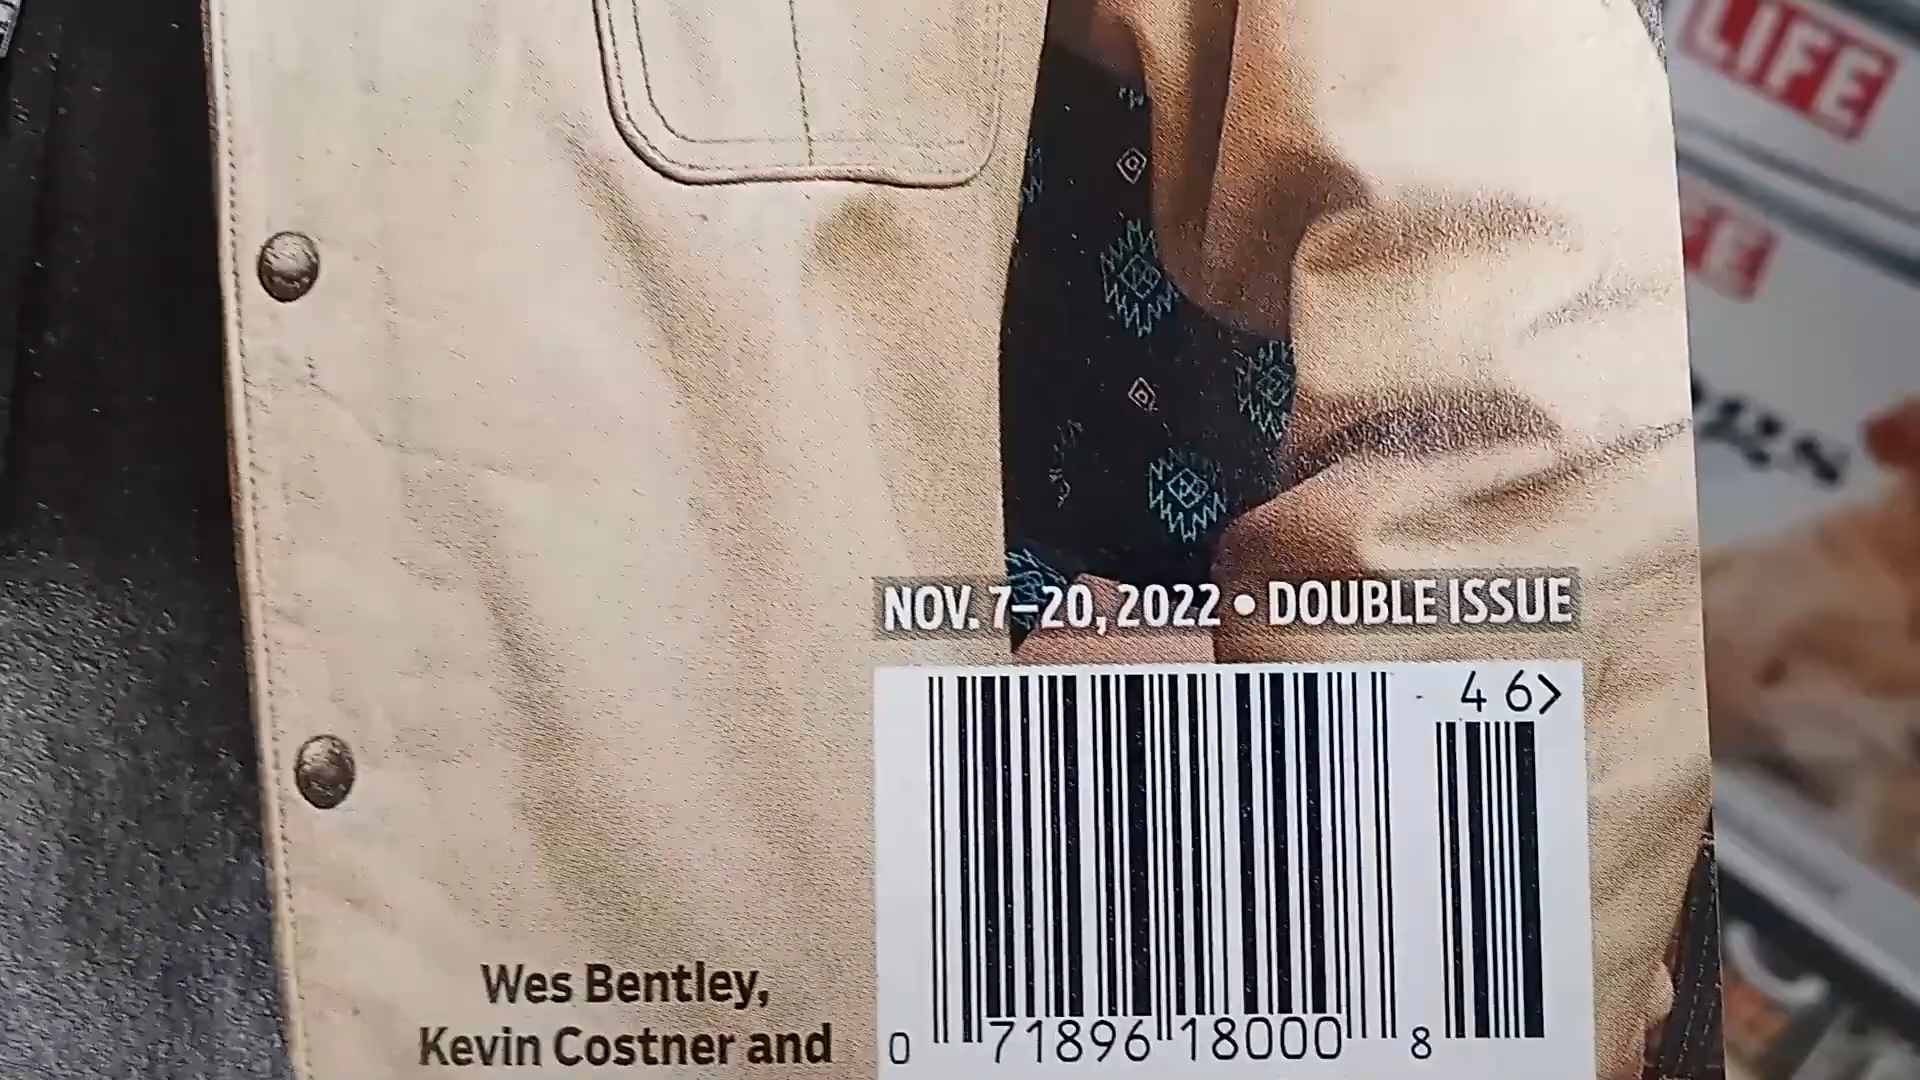 LIFE
NOV. 7–20, 2022 • DOUBLE ISSUE
46>
Wes Bentley,
Kevin Costner and
0 71896 18000 8